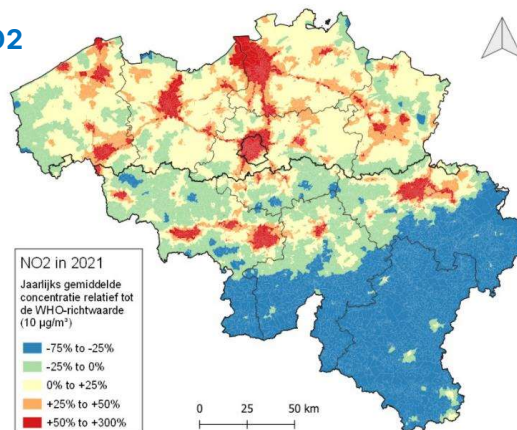 O2
NO2 in 2021
Jaarlijks gemiddelde
concentratie relatief tot
de WHO-richtwaarde
(10 µg/m³)
-75% to -25%
-25% to 0%
0% to +25%
+25% to +50%
+50% to +300%
0 25 50 km